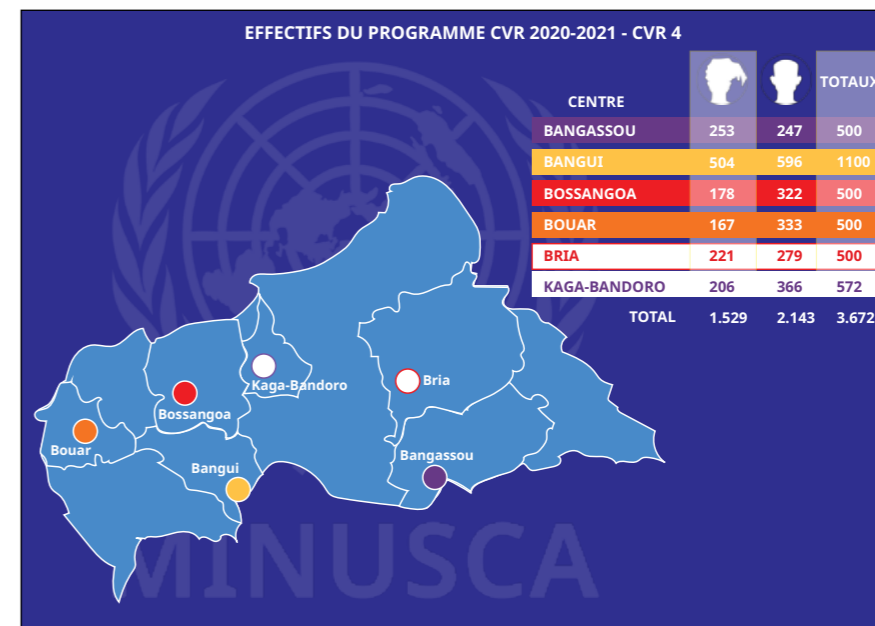 EFFECTIFS DU PROGRAMME CVR 2020-2021 - CVR 4
CENTRE TOTAUX
BANGASSOU 253 247 500
BANGUI 504 596 1100
BOSSANGOA 178 322 500
BOUAR 167 333 500
BRIA 221 279 500
KAGA-BANDORO 206 366 572
TOTAL 1.529 2.143 3.672
Kaga-Bandoro
Bria
Bossangoa
Bouar
Bangui
Bangassou
MINUSCA